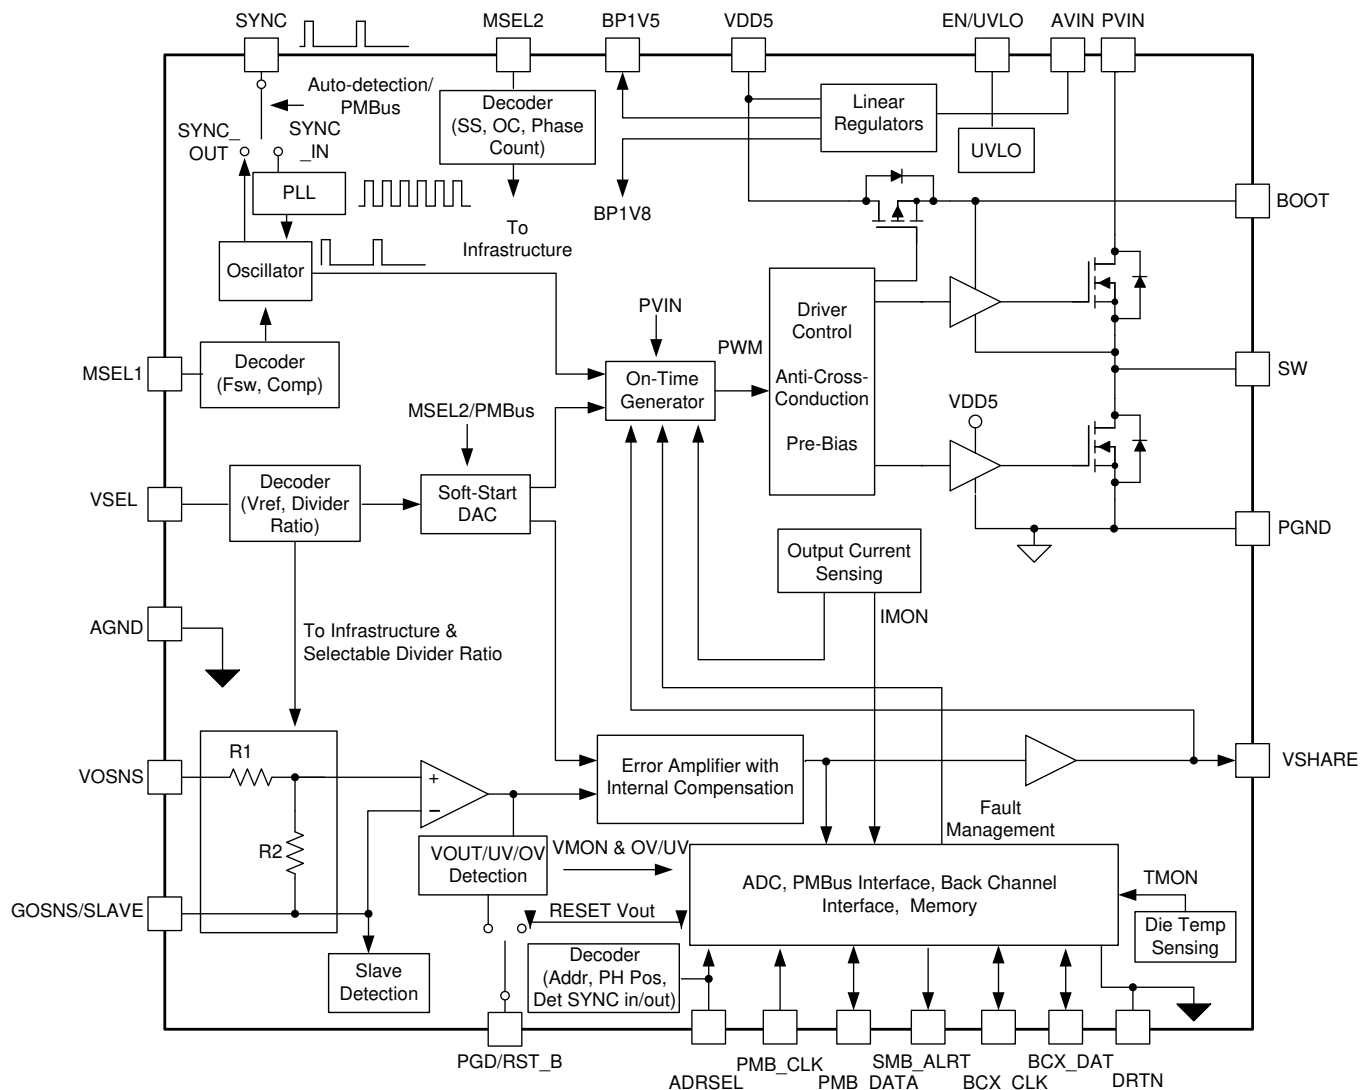 SYNC
MSEL2
BP1V5
VDD5
EN/UVLO
AVIN
PVIN
Auto-detection/
PMBus
SYNC_
OUT
SYNC
_IN
PLL
Decoder
(SS, OC, Phase
Count)
To
Infrastructure
BP1V8
Linear
Regulators
UVLO
BOOT
Oscillator
PVIN
PWM
Driver
Control
Anti-Cross-
Conduction
Pre-Bias
MSEL1
Decoder
(Fsw, Comp)
On-Time
Generator
SW
MSEL2/PMBus
VDD5
VSEL
Decoder
(Vref, Divider
Ratio)
Soft-Start
DAC
PGND
Output Current
Sensing
IMON
AGND
To Infrastructure &
Selectable Divider Ratio
R1
VOSNS
+
−
Error Amplifier with
Internal Compensation
VSHARE
Fault
Management
R2
VOUT/UV/OV
Detection
VMON & OV/UV
ADC, PMBus Interface, Back Channel
Interface, Memory
TMON
GOSNS/SLAVE
RESET Vout
Die Temp
Sensing
Slave
Detection
Decoder
(Addr, PH Pos,
Det SYNC in/out)
PGD/RST_B
ADRSEL
PMB_CLK
PMB_DATA
SMB_ALRT
BCX_CLK
BCX_DAT
DRTN